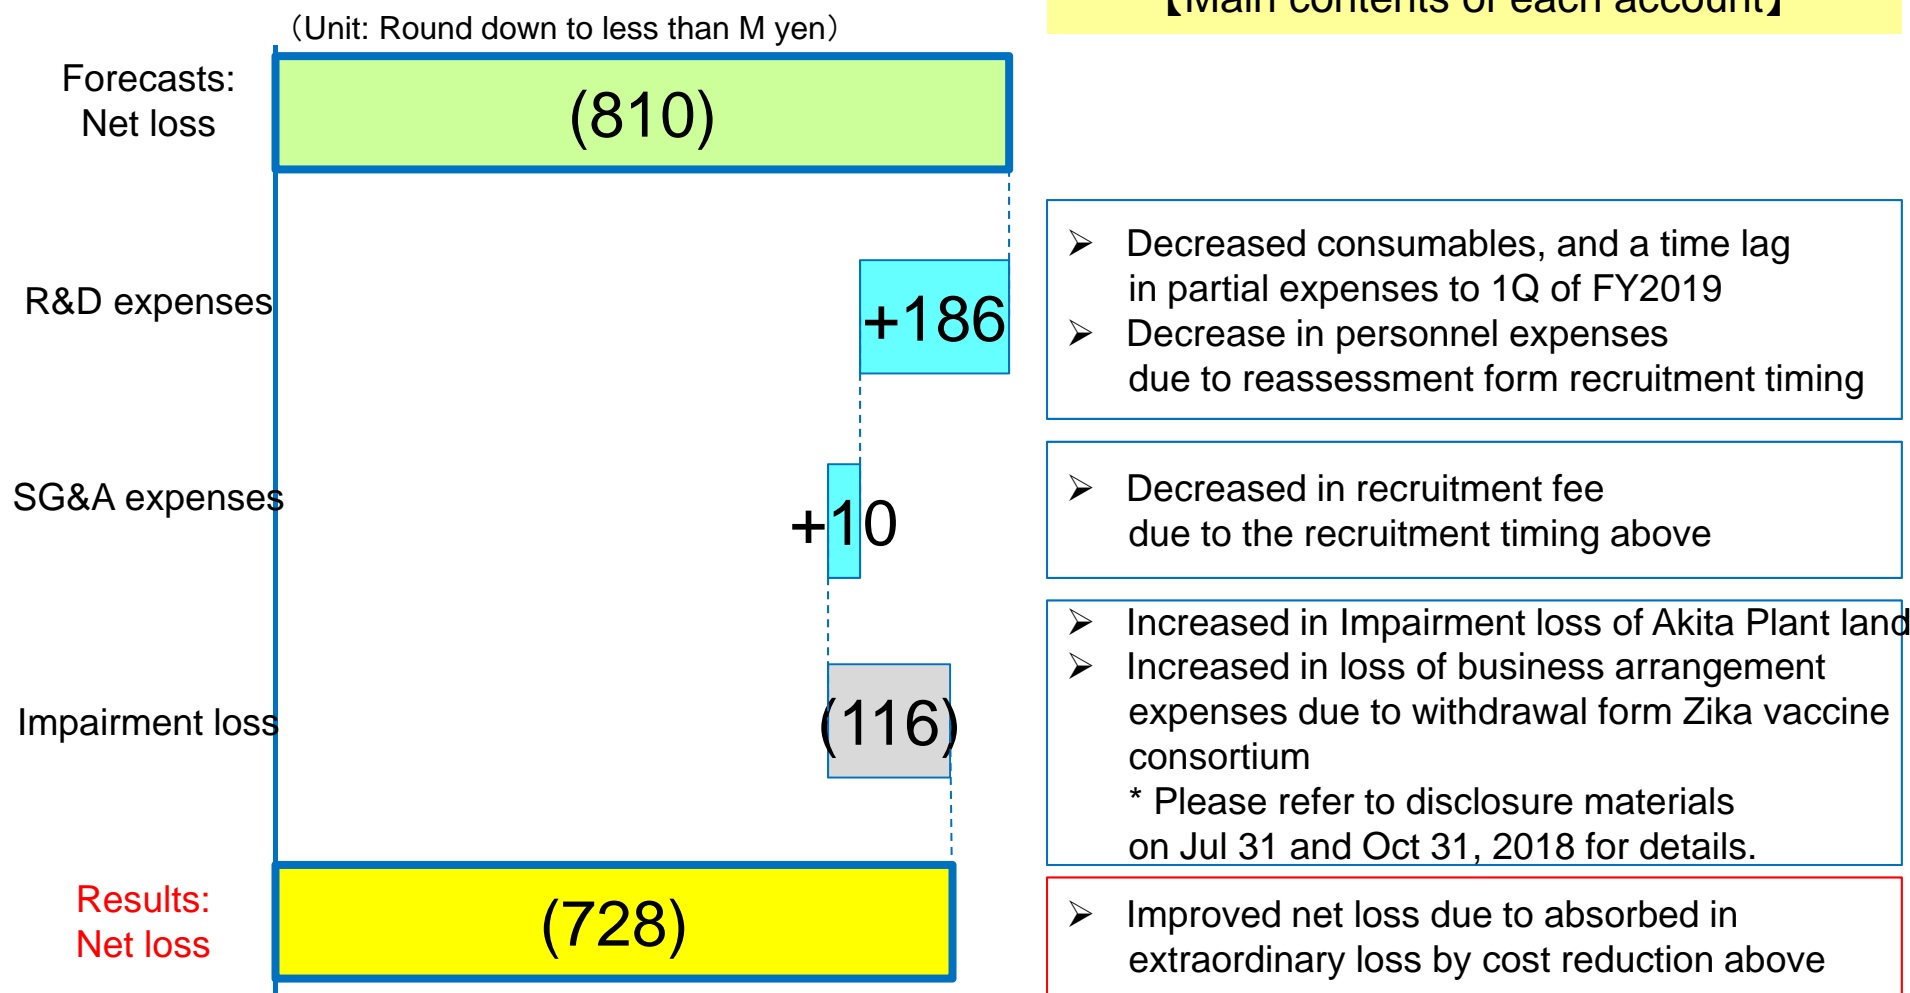 (Unit: Round down to less than M yen)
【Main contents of each account】
Forecasts:
Net loss
(810)
R&D expenses
+186
➢ Decreased consumables, and a time lag
in partial expenses to 1Q of FY2019
➢ Decrease in personnel expenses
due to reassessment form recruitment timing
SG&A expenses
+10
➢ Decreased in recruitment fee
due to the recruitment timing above
Impairment loss
(116)
➢ Increased in Impairment loss of Akita Plant land
➢ Increased in loss of business arrangement
expenses due to withdrawal form Zika vaccine
consortium
* Please refer to disclosure materials
on Jul 31 and Oct 31, 2018 for details.
Results:
Net loss
(728)
➢ Improved net loss due to absorbed in
extraordinary loss by cost reduction above